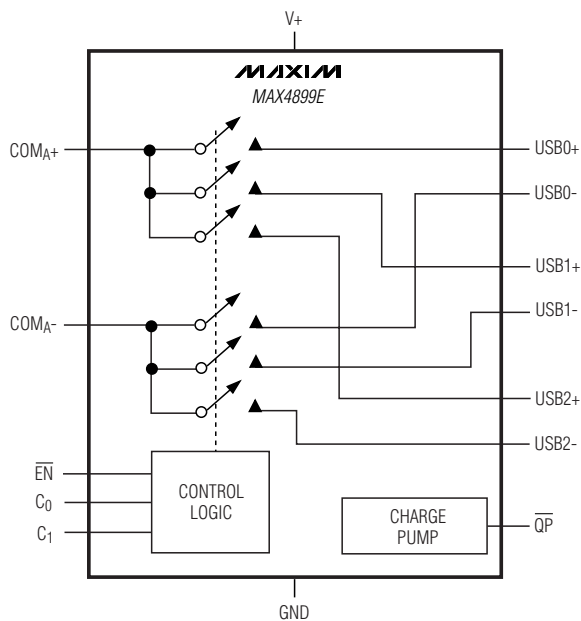 V+
MAXIM
MAX4899E
COMA+
USB0+
USB0-
USB1+
COMA-
USB1-
USB2+
USB2-
EN
C0
C1
CONTROL
LOGIC
CHARGE
PUMP
QP
GND